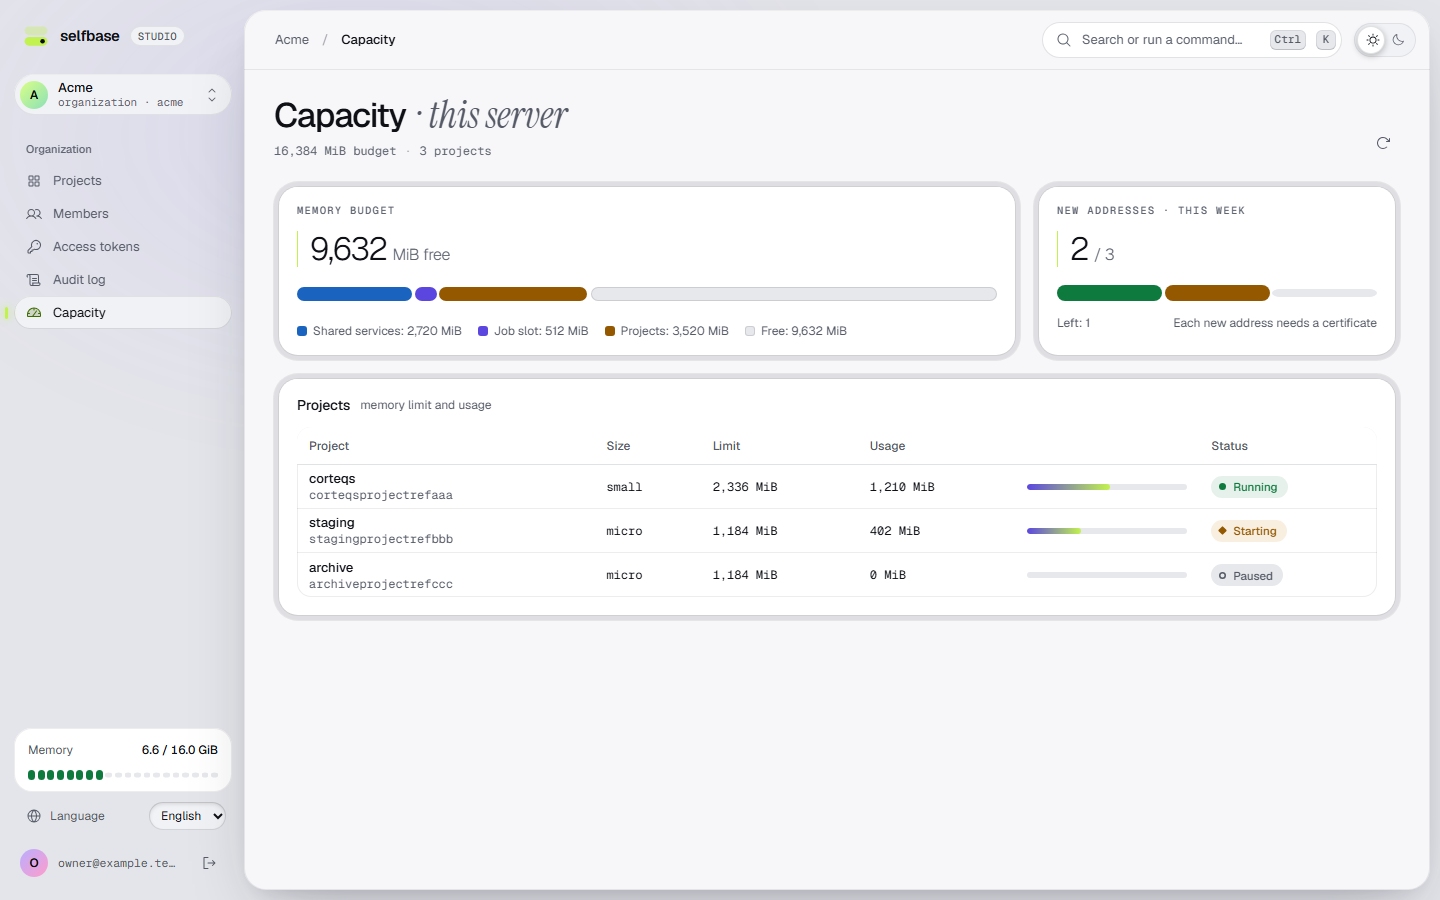 selfbase STUDIO
A Acme
organization · acme
Organization
Projects
Members
Access tokens
Audit log
Capacity
Memory 6.6 / 16.0 GiB
Language English
O owner@example.te…
Acme / Capacity
Search or run a command… Ctrl K
Capacity · this server
16,384 MiB budget · 3 projects
MEMORY BUDGET
9,632 MiB free
Shared services: 2,720 MiB Job slot: 512 MiB Projects: 3,520 MiB Free: 9,632 MiB
NEW ADDRESSES · THIS WEEK
2 / 3
Left: 1 Each new address needs a certificate
Projects memory limit and usage
Project Size Limit Usage Status
corteqs
corteqsprojectrefaaa small 2,336 MiB 1,210 MiB Running
staging
stagingprojectrefbbb micro 1,184 MiB 402 MiB Starting
archive
archiveprojectrefccc micro 1,184 MiB 0 MiB Paused